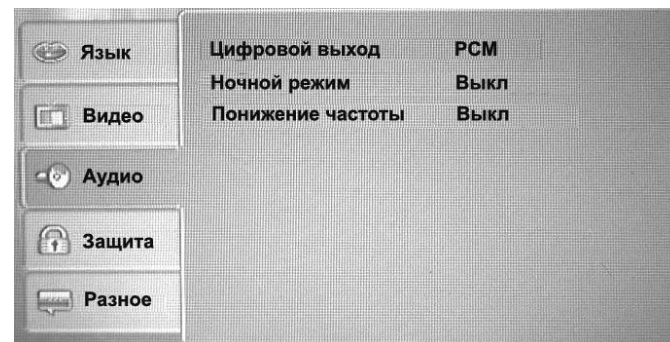 Язык
Видео
Аудио
Защита
Разное
Цифровой выход PCM
Ночной режим Выкл
Понижение частоты Выкл